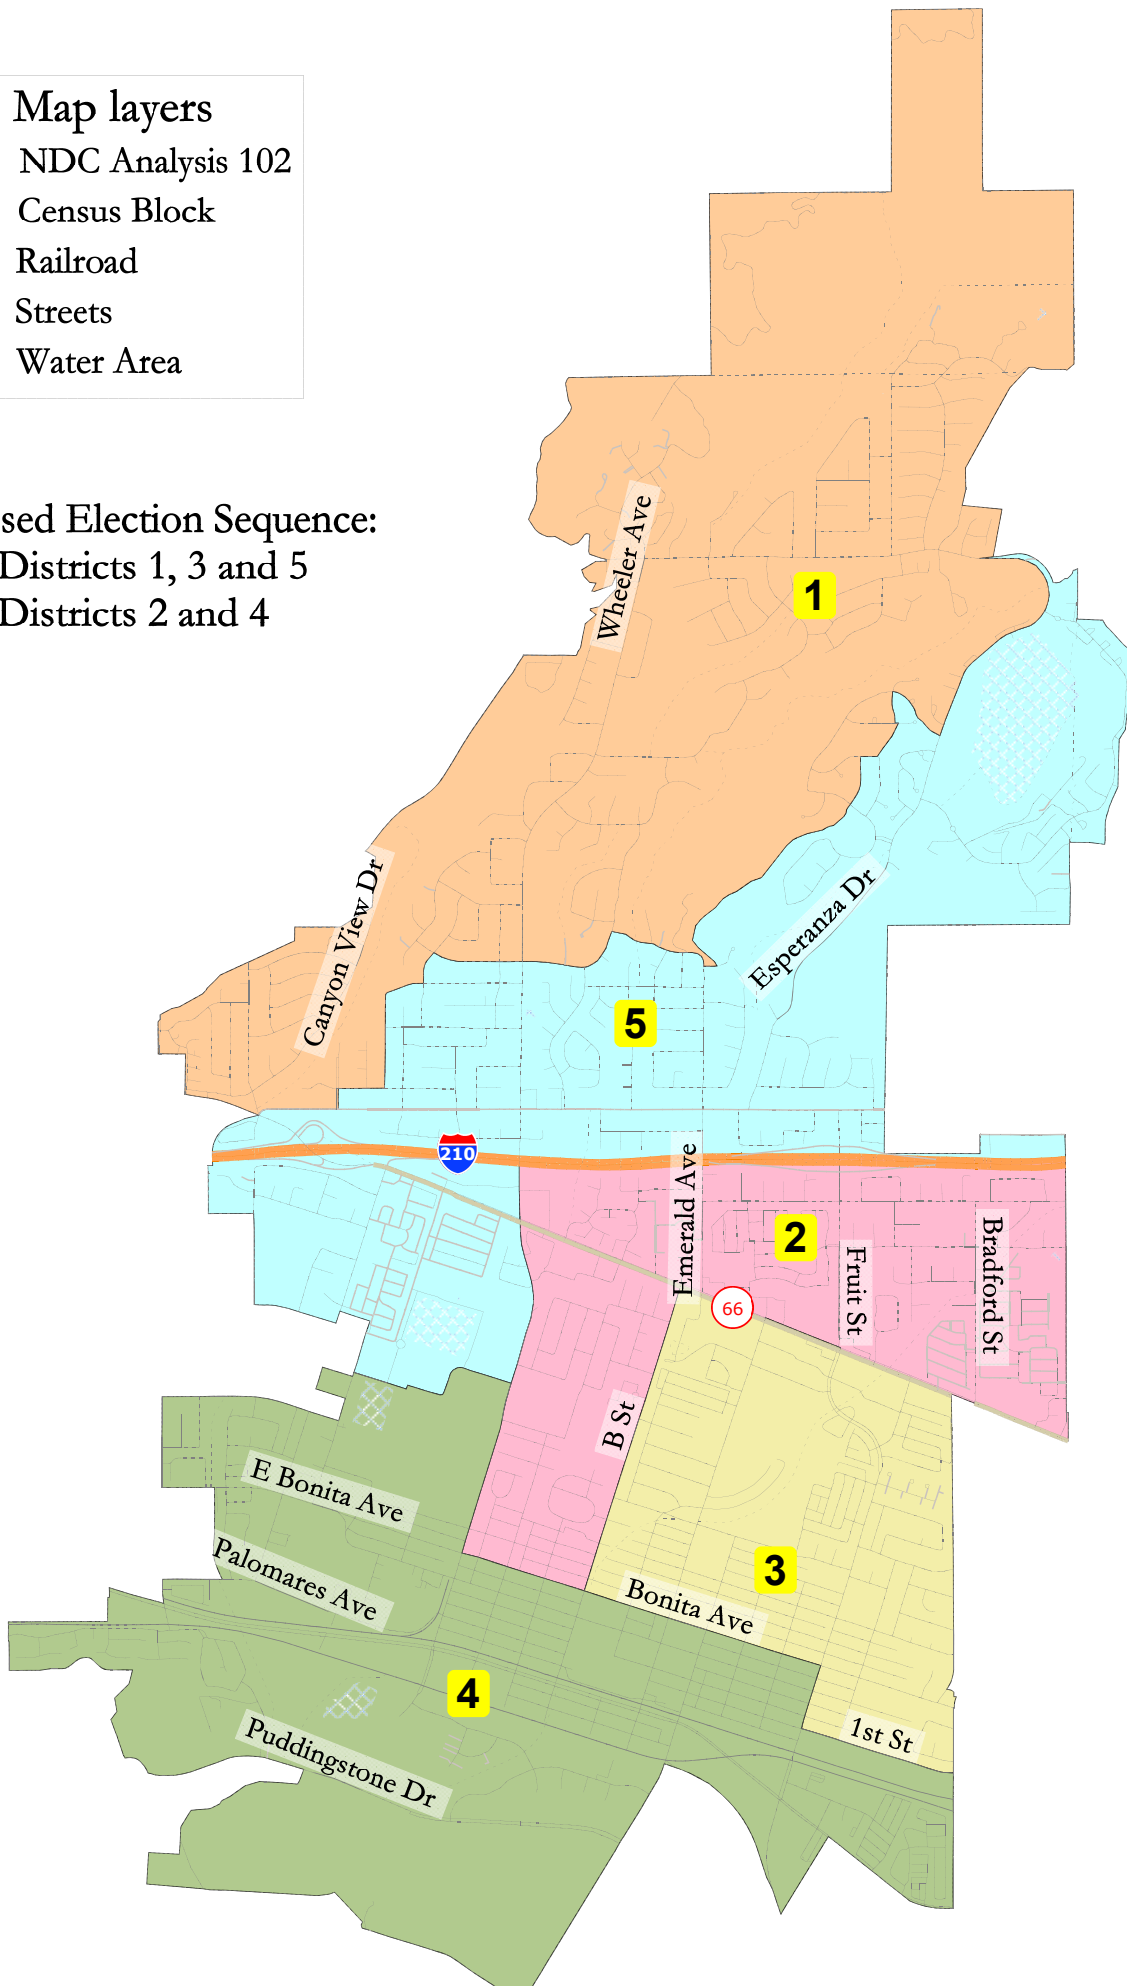 Map layers
NDC Analysis 102
Census Block
Railroad
Streets
Water Area
sed Election Sequence:
Districts 1, 3 and 5
Districts 2 and 4
Wheeler Ave
1
Canyon View Dr
Esperanza Dr
5
210
Emerald Ave
2
Fruit St
Bradford St
66
B St
E Bonita Ave
Palomares Ave
3
Bonita Ave
4
1st St
Puddingstone Dr